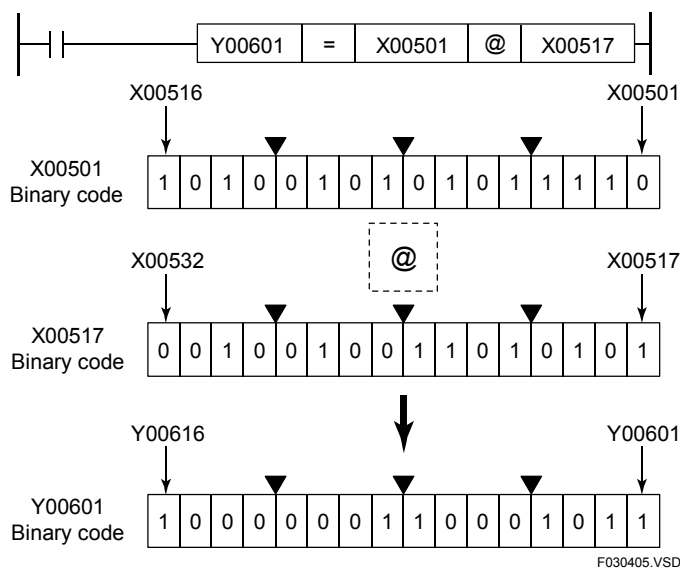 Y00601 = X00501 @ X00517
X00516 X00501
X00501
Binary code
1 0 1 0 0 1 0 1 0 1 0 1 1 1 1 0
@
X00532 X00517
X00517
Binary code
0 0 1 0 0 1 0 0 1 1 0 1 0 1 0 1
Y00616 Y00601
Y00601
Binary code
1 0 0 0 0 0 0 1 1 0 0 0 1 0 1 1
F030405.VSD